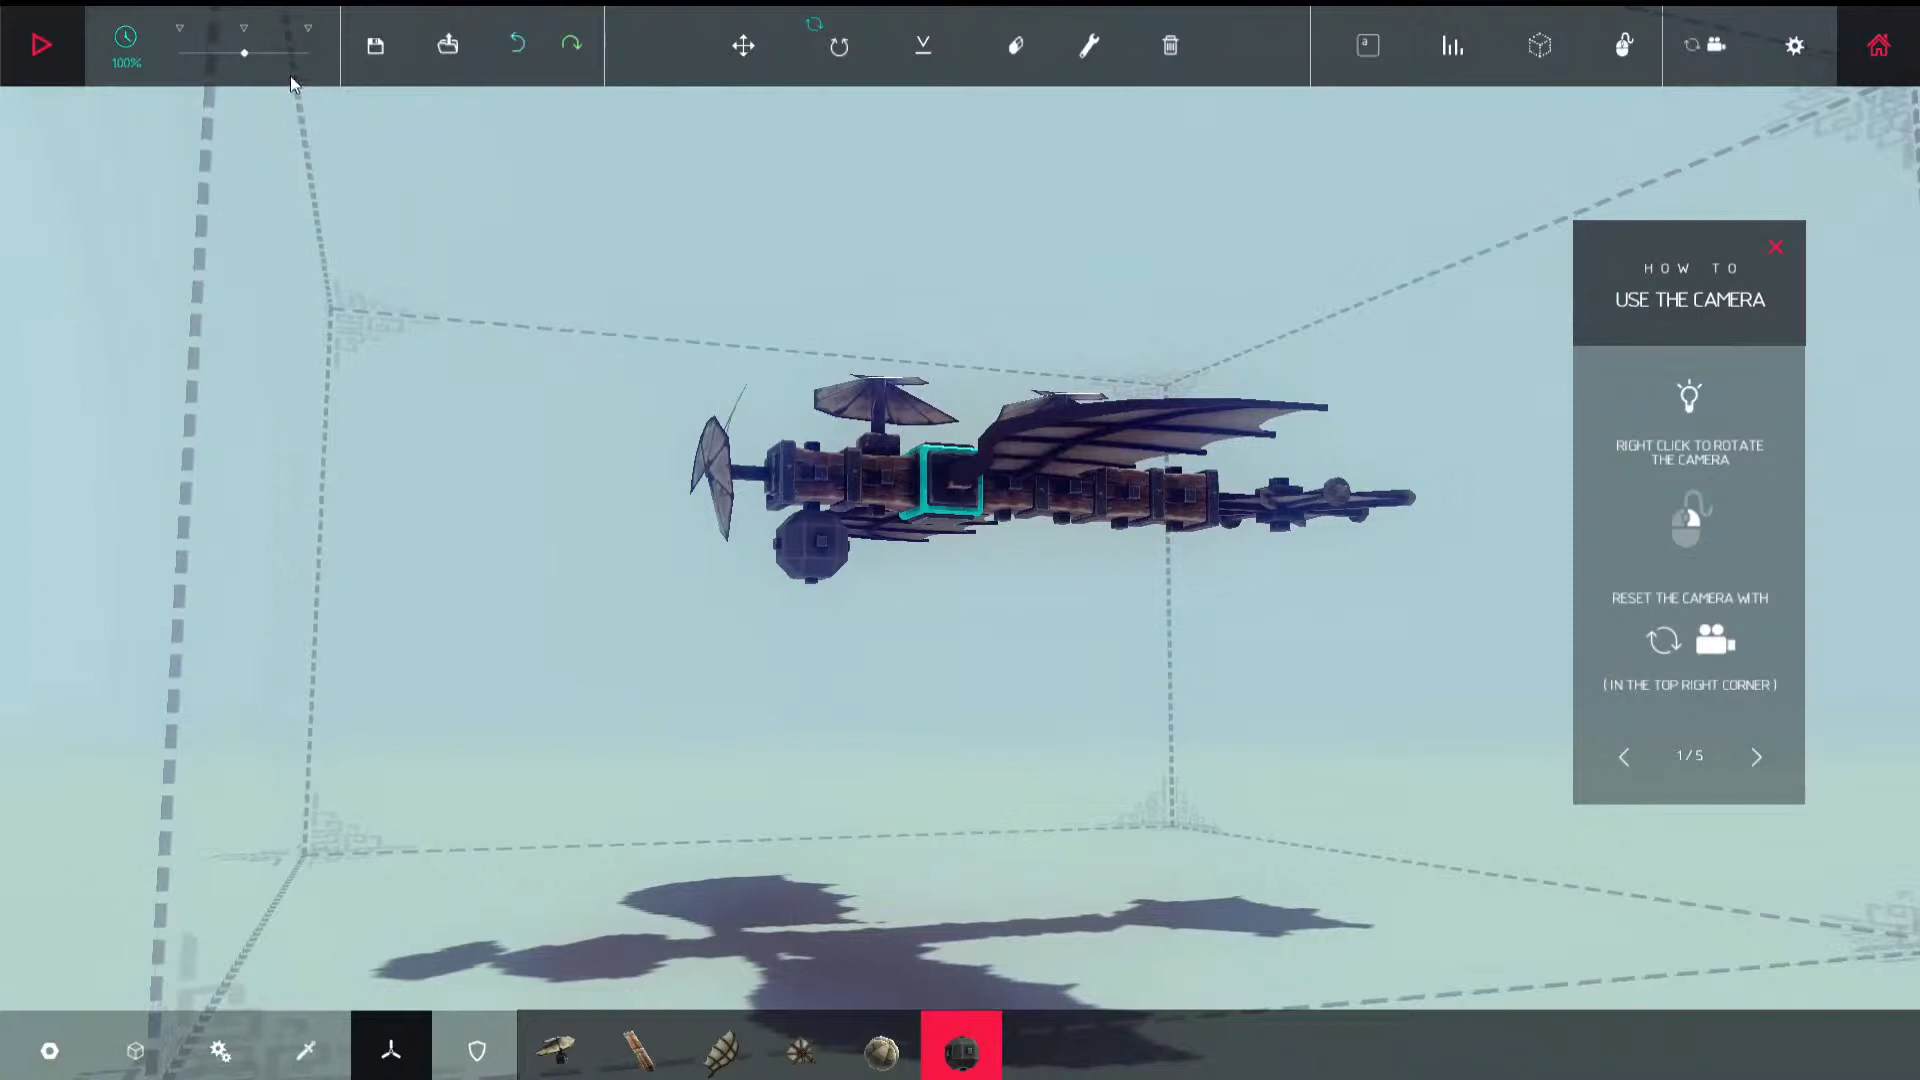 100%
a
HOW TO
USE THE CAMERA
RIGHT CLICK TO ROTATE
THE CAMERA
RESET THE CAMERA WITH
( IN THE TOP RIGHT CORNER )
1/5